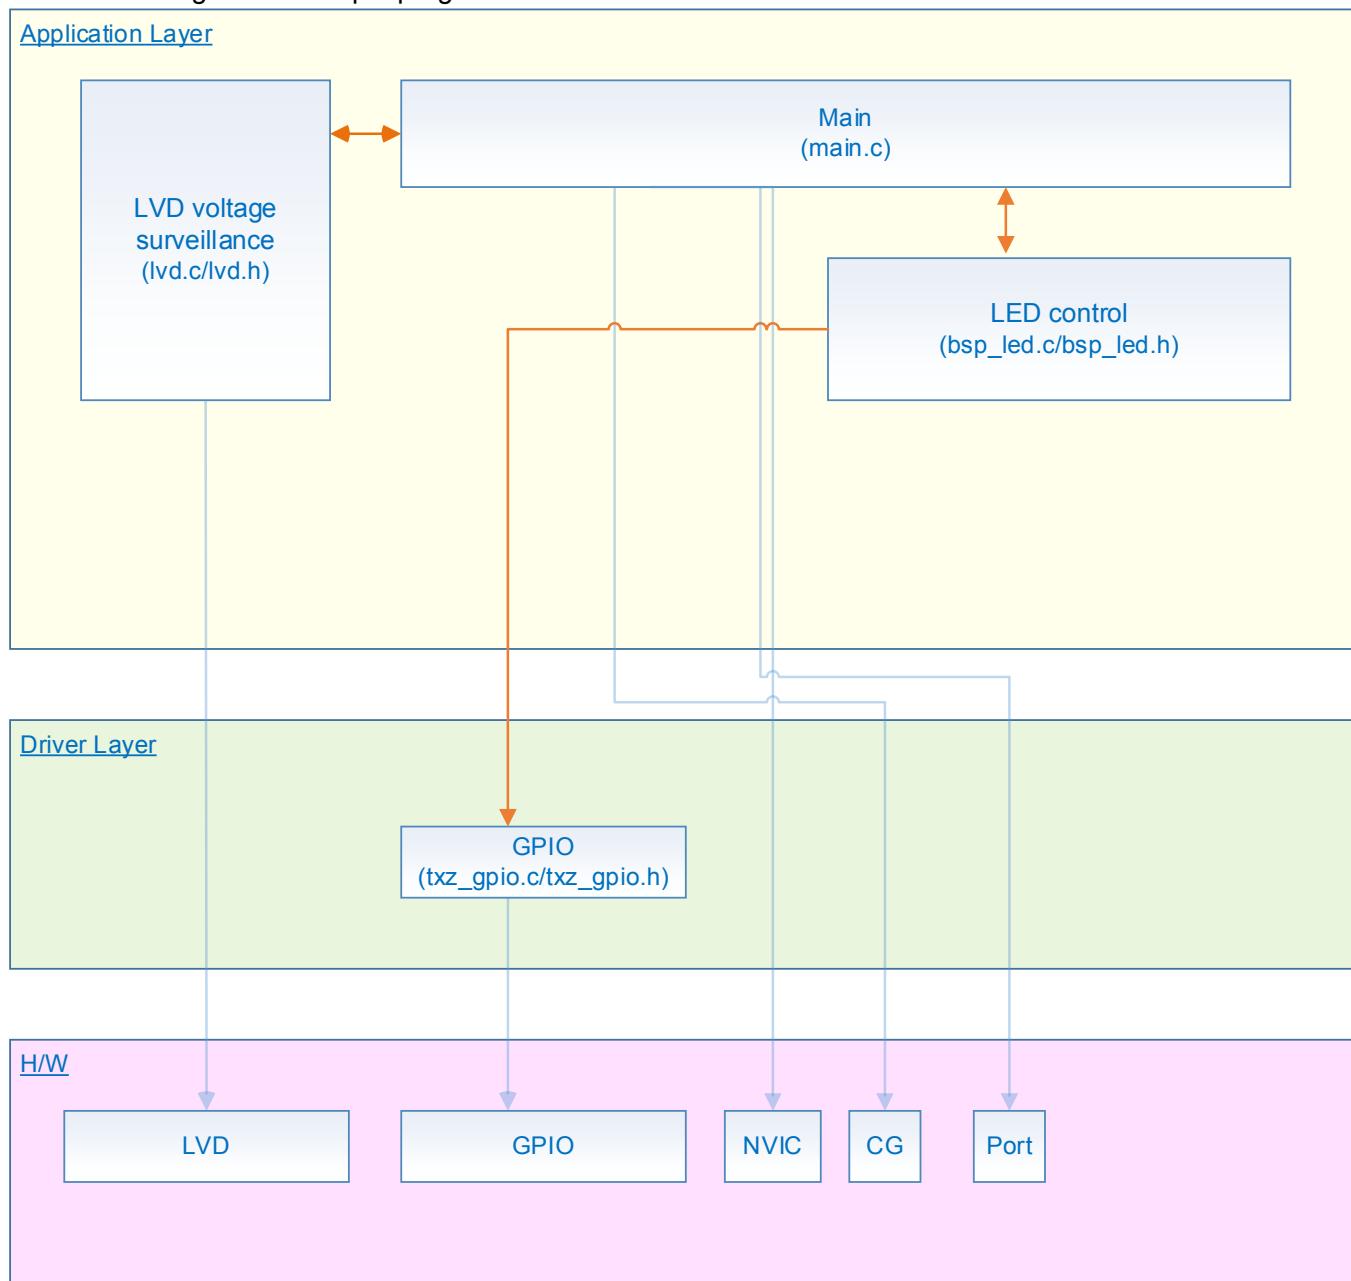 Application Layer
Main
(main.c)
LVD voltage
surveillance
(lvd.c/lvd.h)
LED control
(bsp_led.c/bsp_led.h)
Driver Layer
GPIO
(txz_gpio.c/txz_gpio.h)
H/W
LVD
GPIO
NVIC
CG
Port